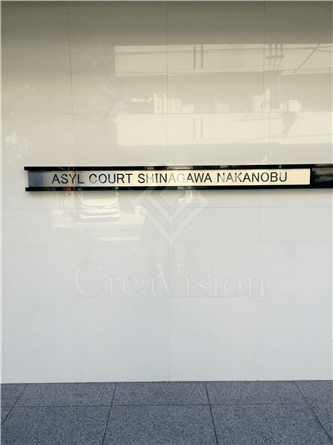 ASYL COURT SHINAGAWA NAKANOBU
CreaVision